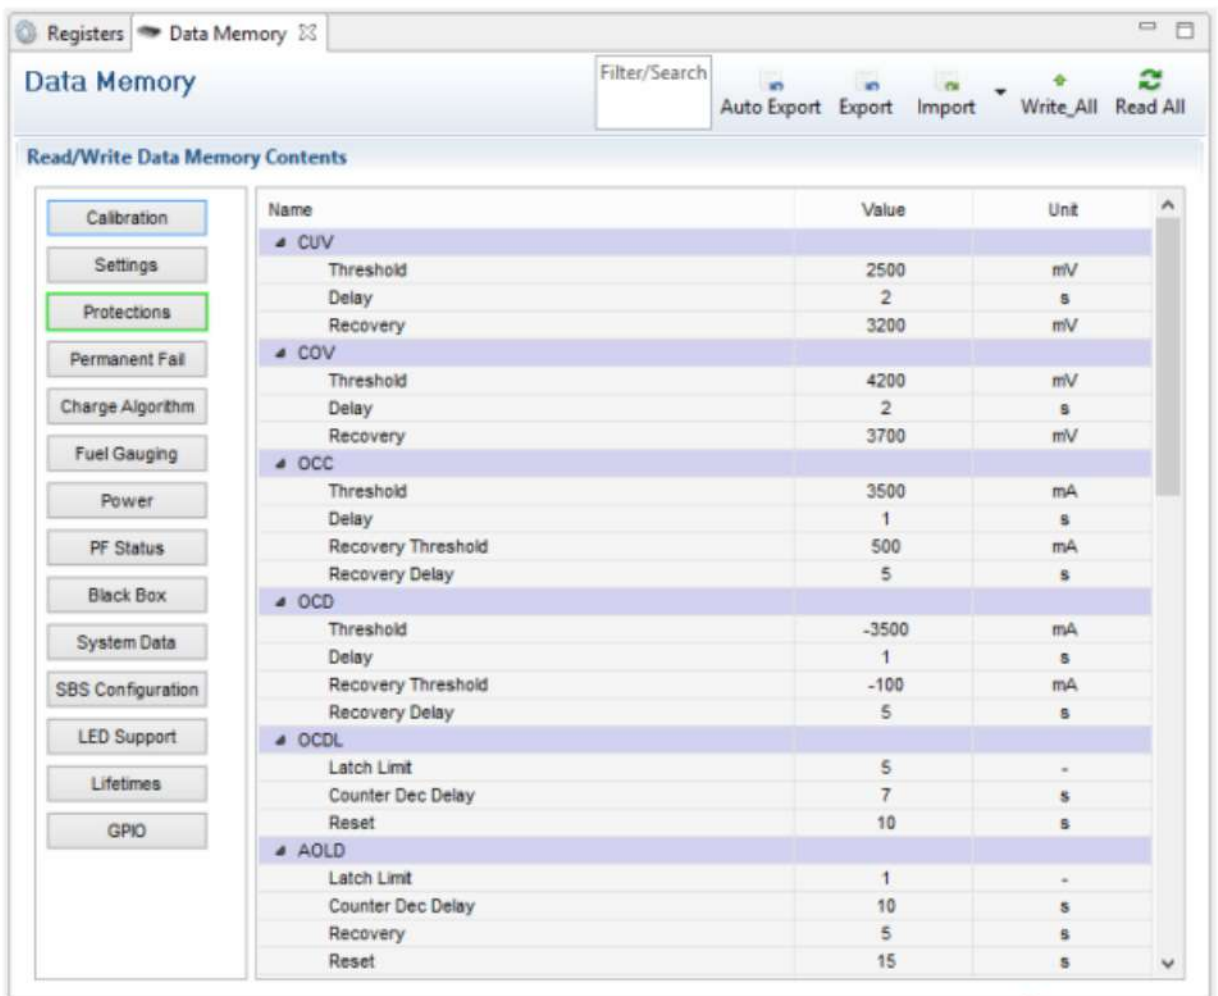 Registers Data Memory
Data Memory
Filter/Search
Auto Export Export Import Write_All Read All
Read/Write Data Memory Contents
Calibration
Settings
Protections
Permanent Fail
Charge Algorithm
Fuel Gauging
Power
PF Status
Black Box
System Data
SBS Configuration
LED Support
Lifetimes
GPIO
Name Value Unit
CUV
Threshold 2500 mV
Delay 2 s
Recovery 3200 mV
COV
Threshold 4200 mV
Delay 2 s
Recovery 3700 mV
OCC
Threshold 3500 mA
Delay 1 s
Recovery Threshold 500 mA
Recovery Delay 5 s
OCD
Threshold -3500 mA
Delay 1 s
Recovery Threshold -100 mA
Recovery Delay 5 s
OCDL
Latch Limit 5 -
Counter Dec Delay 7 s
Reset 10 s
AOLD
Latch Limit 1 -
Counter Dec Delay 10 s
Recovery 5 s
Reset 15 s